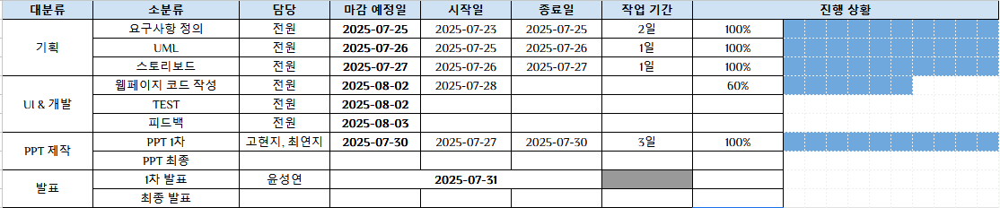 대분류 소분류 담당 마감 예정일 시작일 종료일 작업 기간 진행 상황
기획 요구사항 정의 전원 2025-07-25 2025-07-23 2025-07-25 2일 100%
UML 전원 2025-07-26 2025-07-25 2025-07-26 1일 100%
스토리보드 전원 2025-07-27 2025-07-26 2025-07-27 1일 100%
UI & 개발 웹페이지 코드 작성 전원 2025-08-02 2025-07-28 60%
TEST 전원 2025-08-02
피드백 전원 2025-08-03
PPT 제작 PPT 1차 고현지, 최연지 2025-07-30 2025-07-27 2025-07-30 3일 100%
PPT 최종
발표 1차 발표 윤성연 2025-07-31
최종 발표